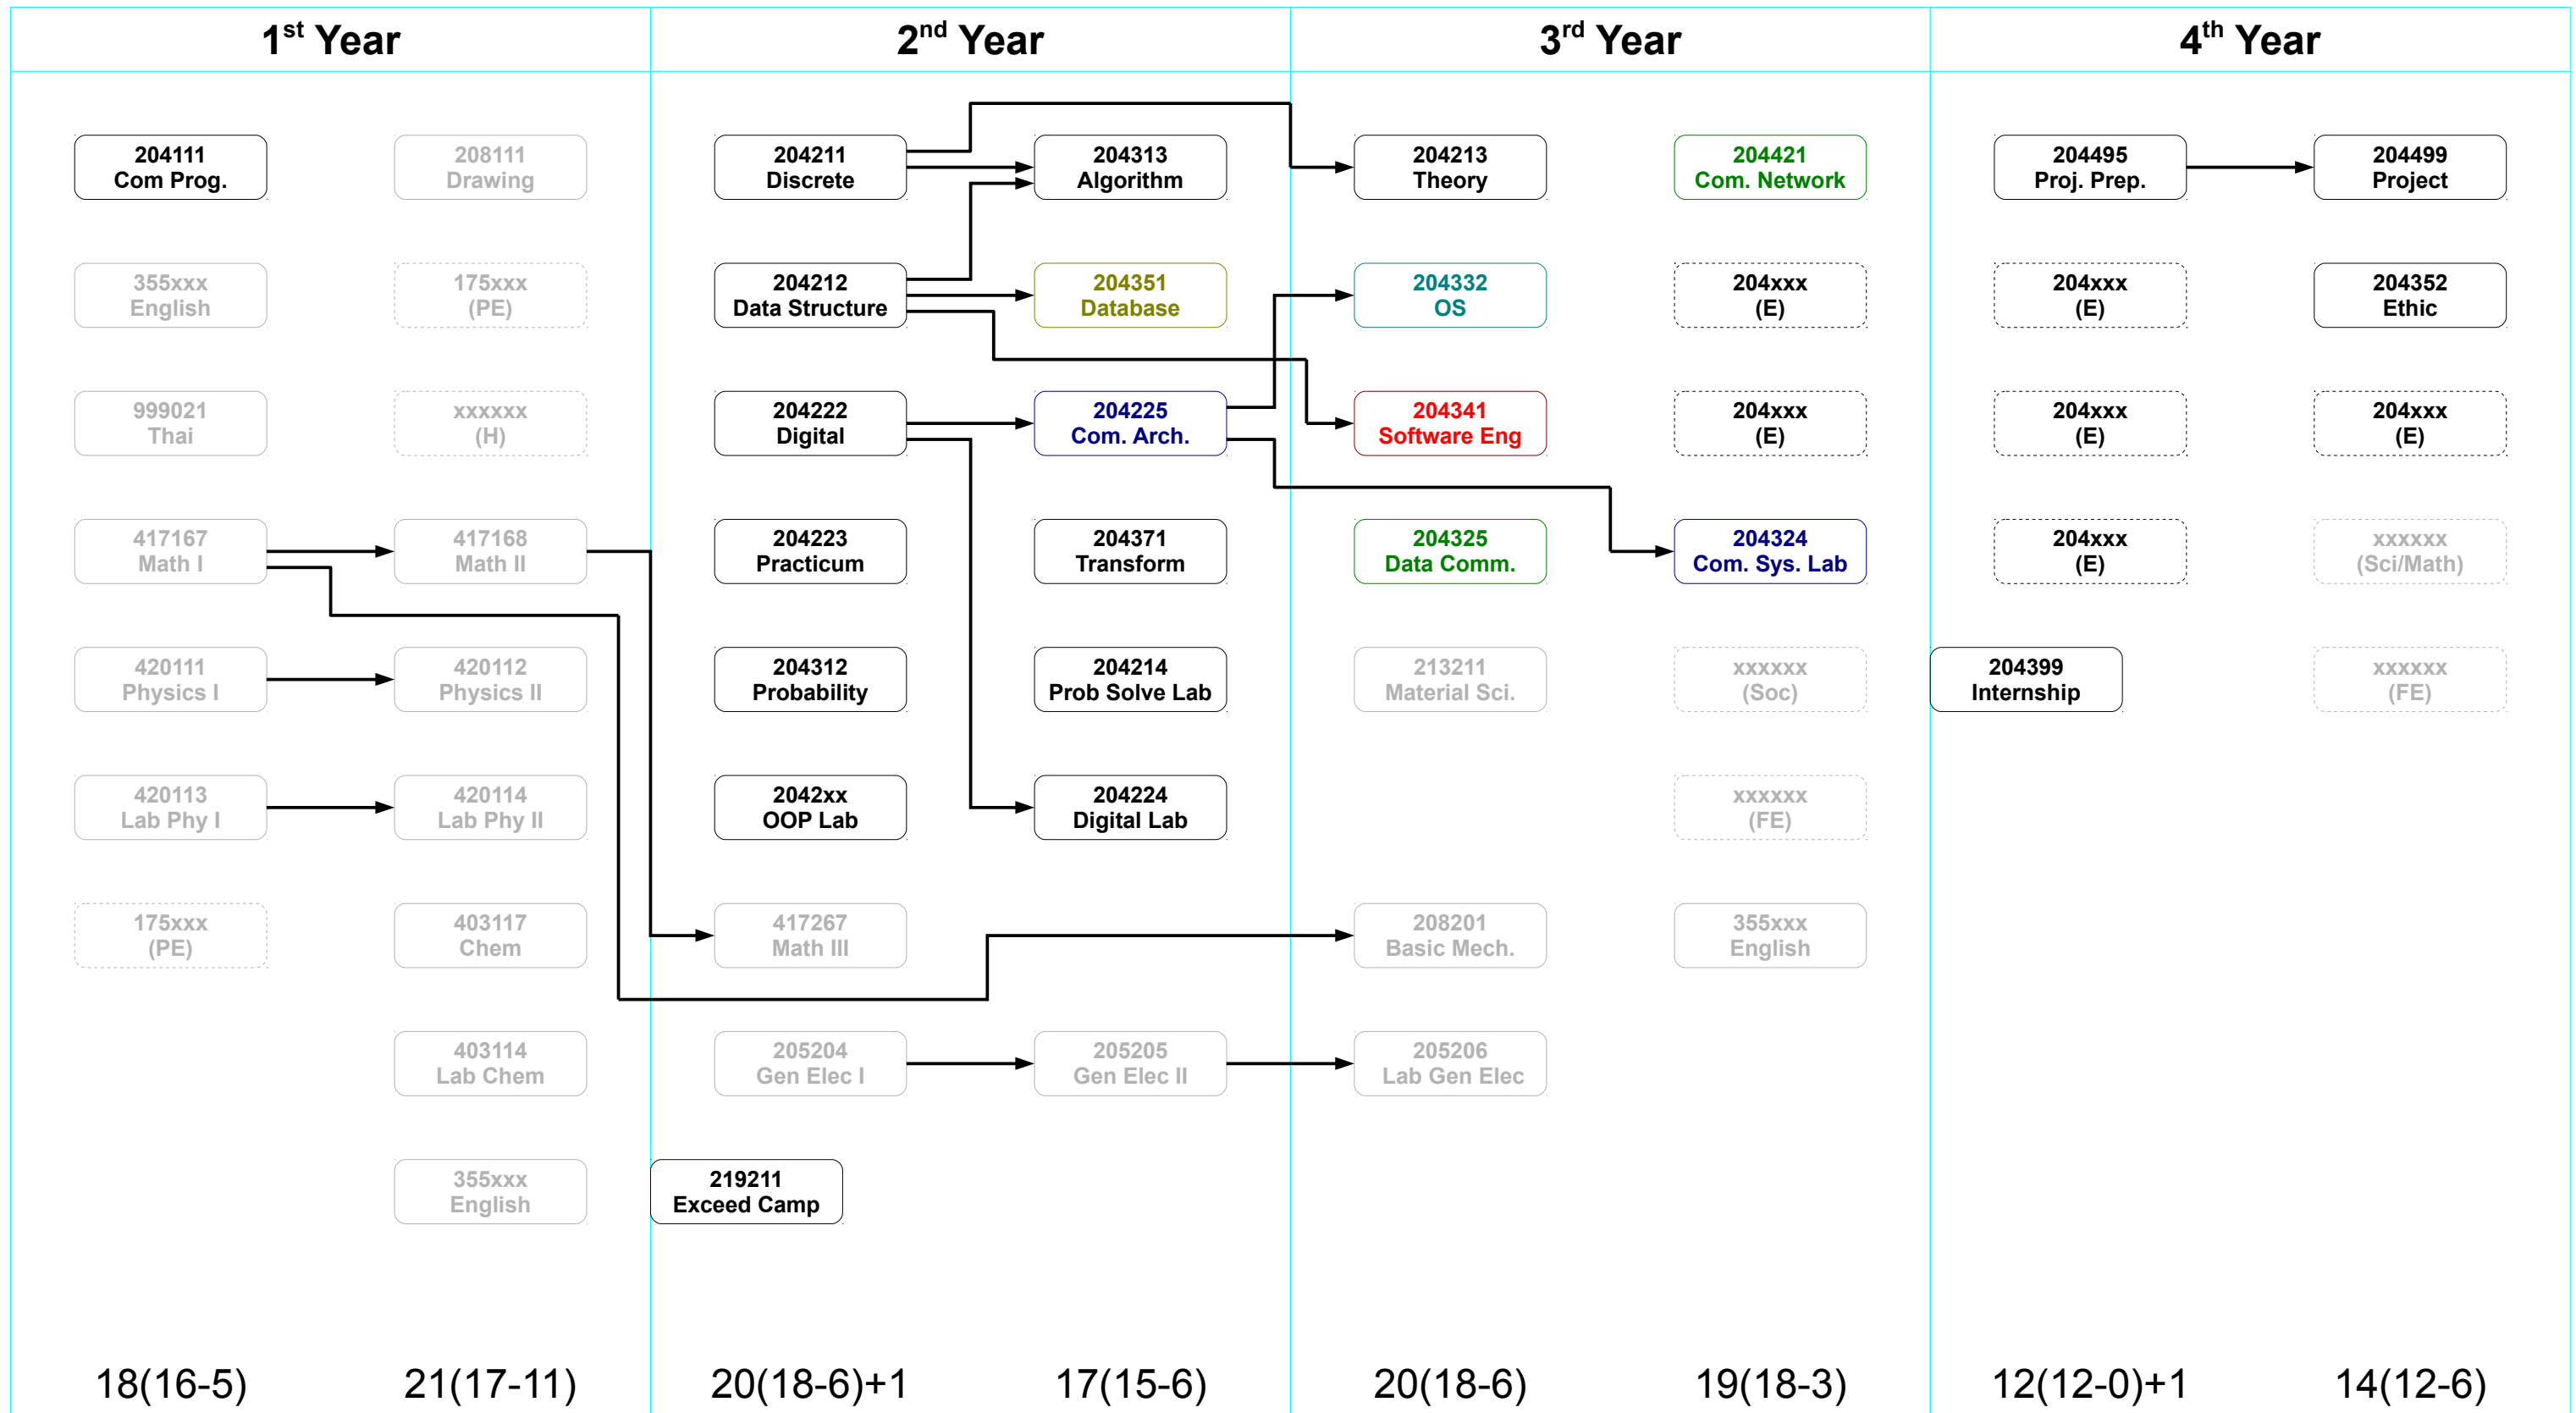 1st Year
2nd Year
3rd Year
4th Year
204111
Com Prog.
208111
Drawing
204211
Discrete
204313
Algorithm
204213
Theory
204421
Com. Network
204495
Proj. Prep.
204499
Project
355xxx
English
175xxx
(PE)
204212
Data Structure
204351
Database
204332
OS
204xxx
(E)
204xxx
(E)
204352
Ethic
999021
Thai
xxxxxx
(H)
204222
Digital
204225
Com. Arch.
204341
Software Eng
204xxx
(E)
204xxx
(E)
204xxx
(E)
417167
Math I
417168
Math II
204223
Practicum
204371
Transform
204325
Data Comm.
204324
Com. Sys. Lab
204xxx
(E)
xxxxxx
(Sci/Math)
420111
Physics I
420112
Physics II
204312
Probability
204214
Prob Solve Lab
213211
Material Sci.
xxxxxx
(Soc)
204399
Internship
xxxxxx
(FE)
420113
Lab Phy I
420114
Lab Phy II
2042xx
OOP Lab
204224
Digital Lab
xxxxxx
(FE)
175xxx
(PE)
403117
Chem
417267
Math III
208201
Basic Mech.
355xxx
English
403114
Lab Chem
205204
Gen Elec I
205205
Gen Elec II
205206
Lab Gen Elec
355xxx
English
219211
Exceed Camp
18(16-5)
21(17-11)
20(18-6)+1
17(15-6)
20(18-6)
19(18-3)
12(12-0)+1
14(12-6)